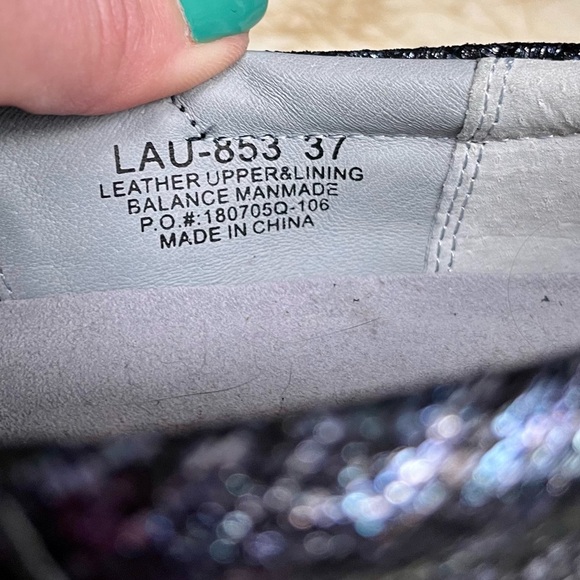 LAU-853 37
LEATHER UPPER&LINING
BALANCE MANMADE
P.O.#:180705Q-106
MADE IN CHINA